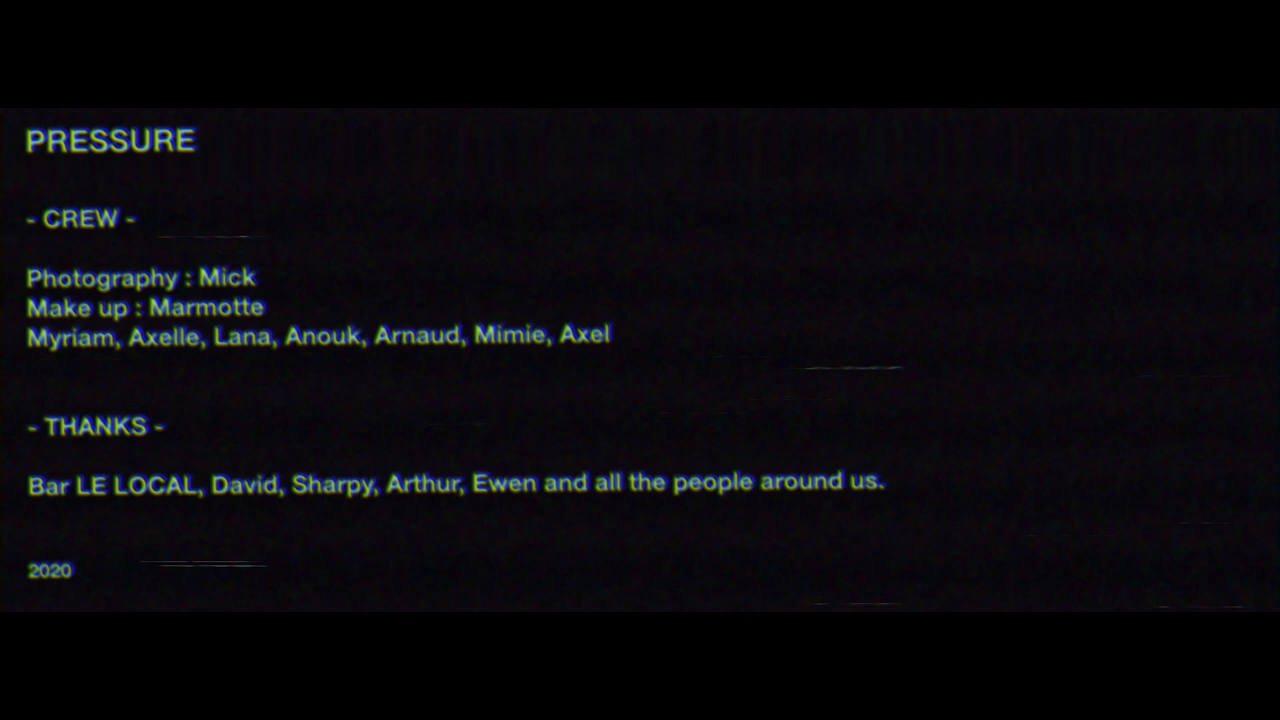 PRESSURE
- CREW -
Photography : Mick
Make up : Marmotte
Myriam, Axelle, Lana, Anouk, Arnaud, Mimie, Axel
- THANKS -
Bar LE LOCAL, David, Sharpy, Arthur, Ewen and all the people around us.
2020